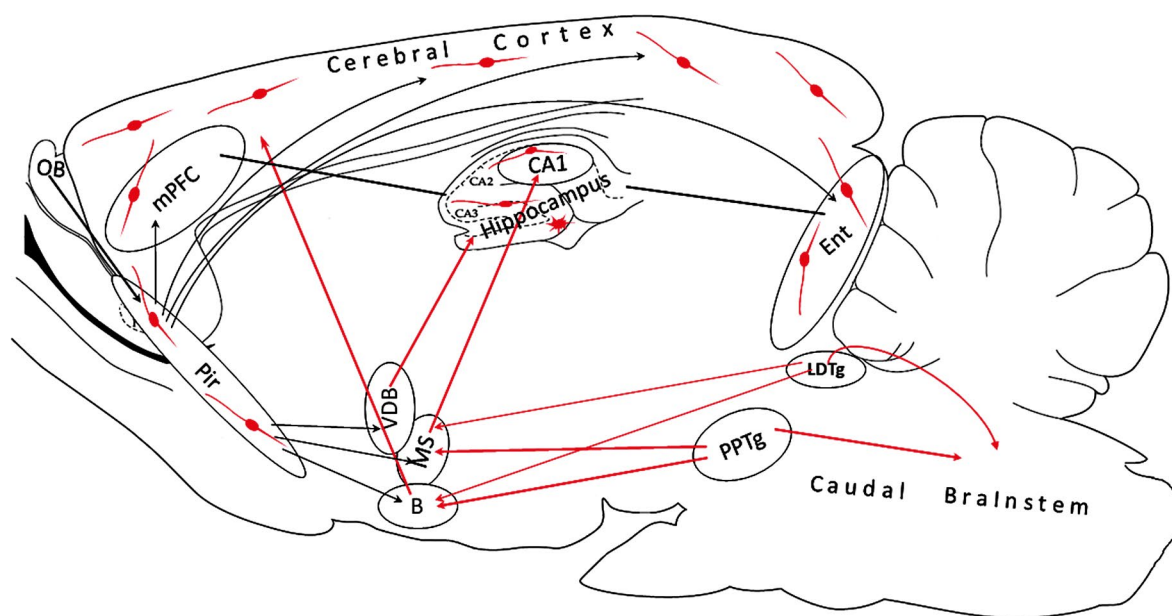 Cerebral Cortex
OB
mPFC
CA1
CA2
CA3
Hippocampus
Ent
Pir
VDB
MS
B
LDTg
PPTg
Caudal BraInstem